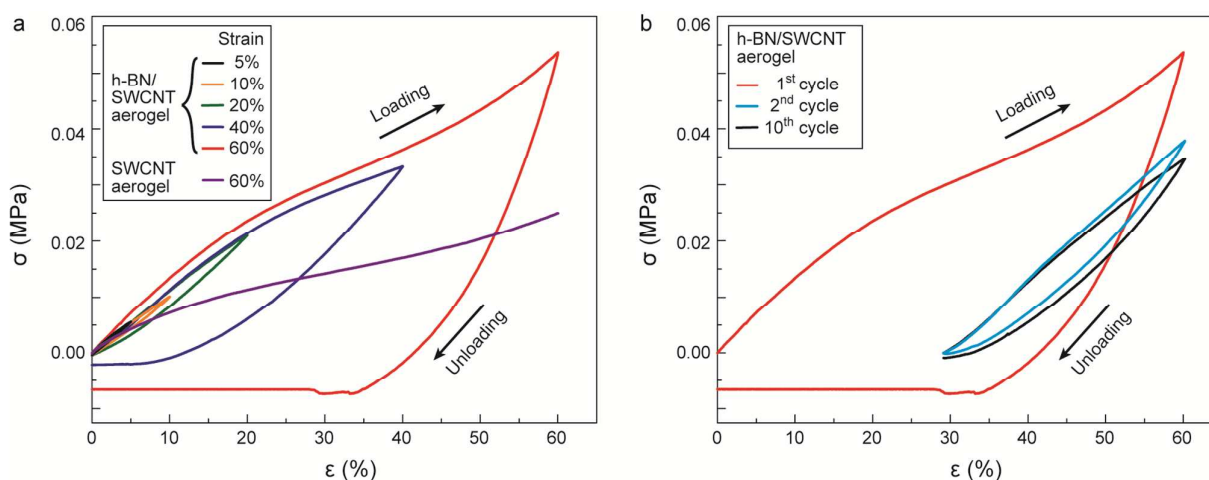 a
0.06
0.04
0.02
0.00
σ (MPa)
0
10
20
30
40
50
60
ε (%)
Strain
h-BN/
SWCNT
aerogel
5%
10%
20%
40%
60%
SWCNT
aerogel
60%
Loading
Unloading
b
0.06
0.04
0.02
0.00
σ (MPa)
0
10
20
30
40
50
60
ε (%)
h-BN/SWCNT
aerogel
1st cycle
2nd cycle
10th cycle
Loading
Unloading